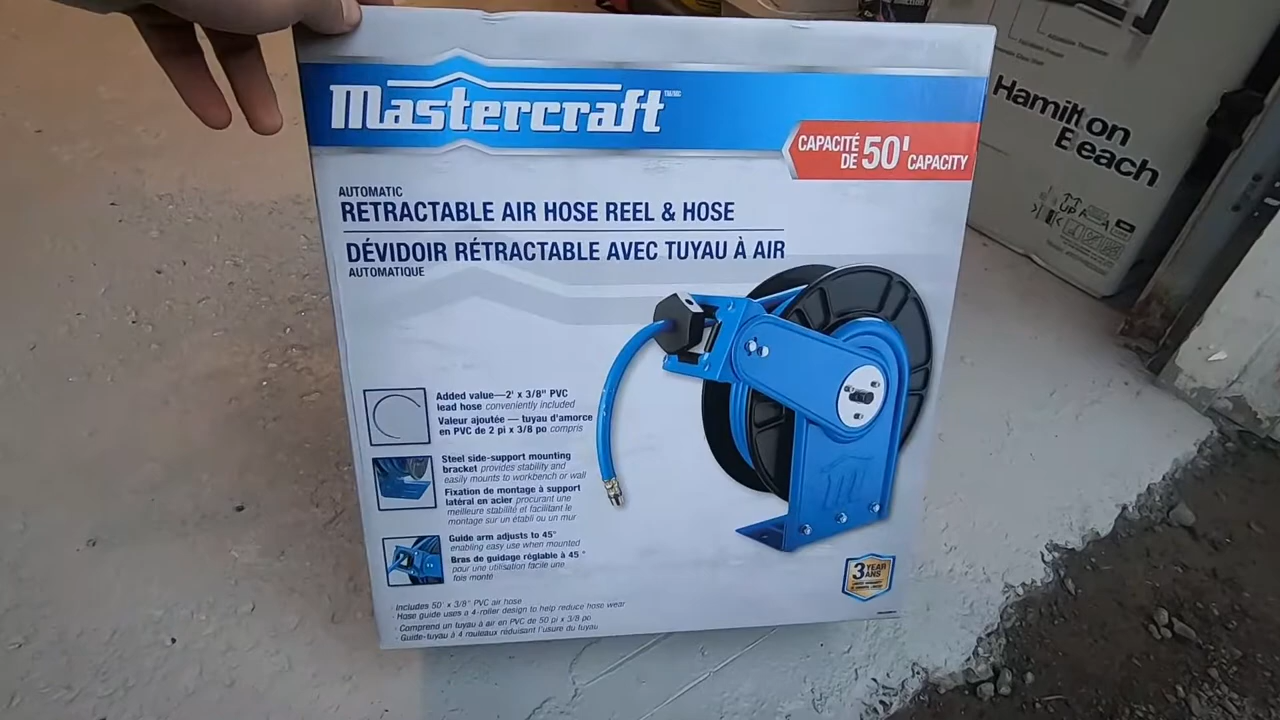 Mastercraft
TM/MC
CAPACITÉ
DE 50' CAPACITY
AUTOMATIC
RETRACTABLE AIR HOSE REEL & HOSE
DÉVIDOIR RÉTRACTABLE AVEC TUYAU À AIR
AUTOMATIQUE
Added value—2' x 3/8" PVC
lead hose conveniently included
Valeur ajoutée — tuyau d'amorce
en PVC de 2 pi x 3/8 po compris
Steel side-support mounting
bracket provides stability and
easily mounts to workbench or wall
Fixation de montage à support
latéral en acier procurant une
meilleure stabilité et facilitant le
montage sur un établi ou un mur
Guide arm adjusts to 45°
enabling easy use when mounted
Bras de guidage réglable à 45 °
pour une utilisation facile une
fois monté
· Includes 50' x 3/8" PVC air hose
· Hose guide uses a 4-roller design to help reduce hose wear
· Comprend un tuyau à air en PVC de 50 pi x 3/8 po
· Guide-tuyau à 4 rouleaux réduisant l'usure du tuyau
3 YEAR
ANS
Hamilton
Beach
UP